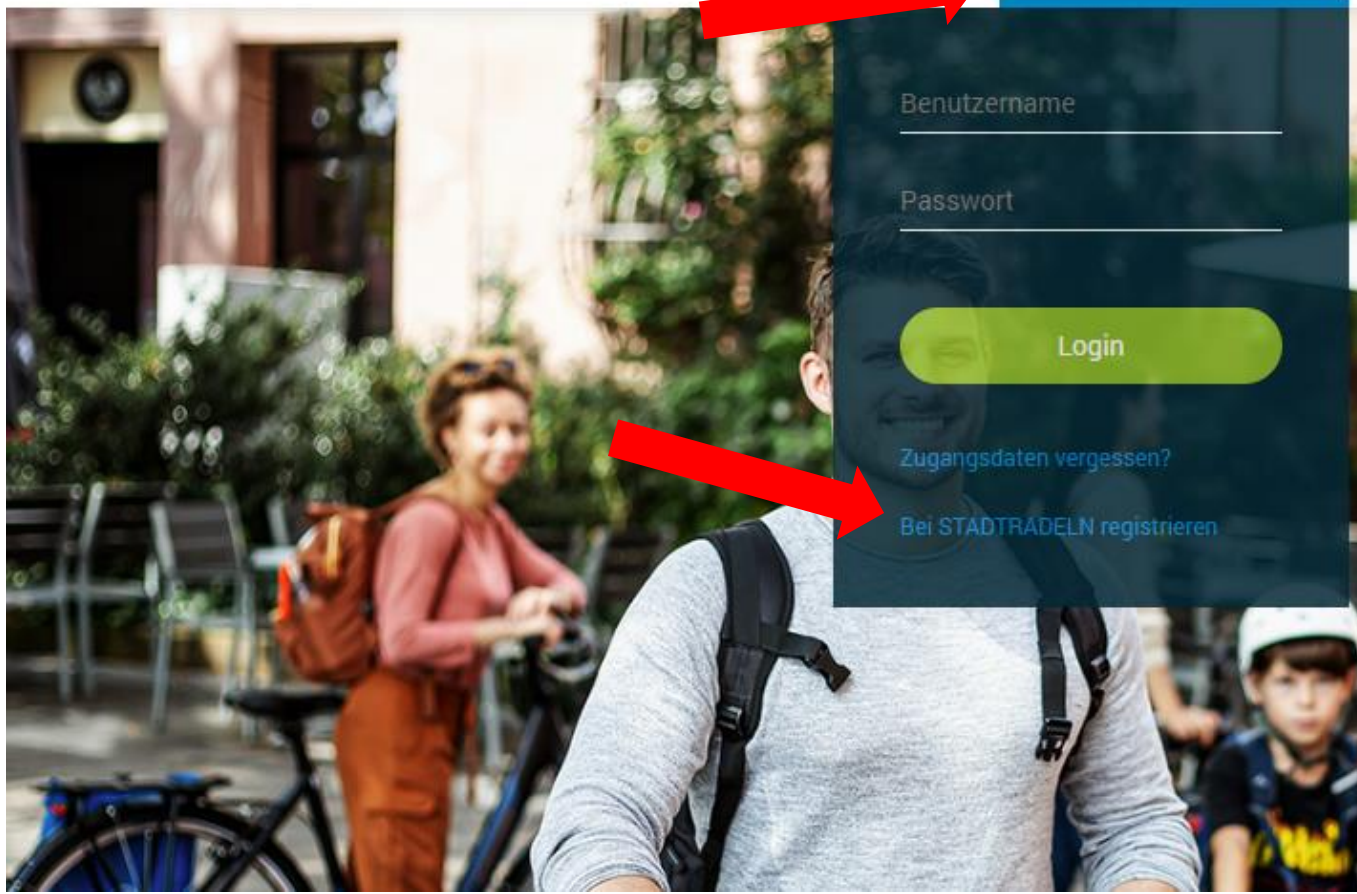 Benutzername
Passwort
Login
Zugangsdaten vergessen?
Bei STADTRADELN registrieren